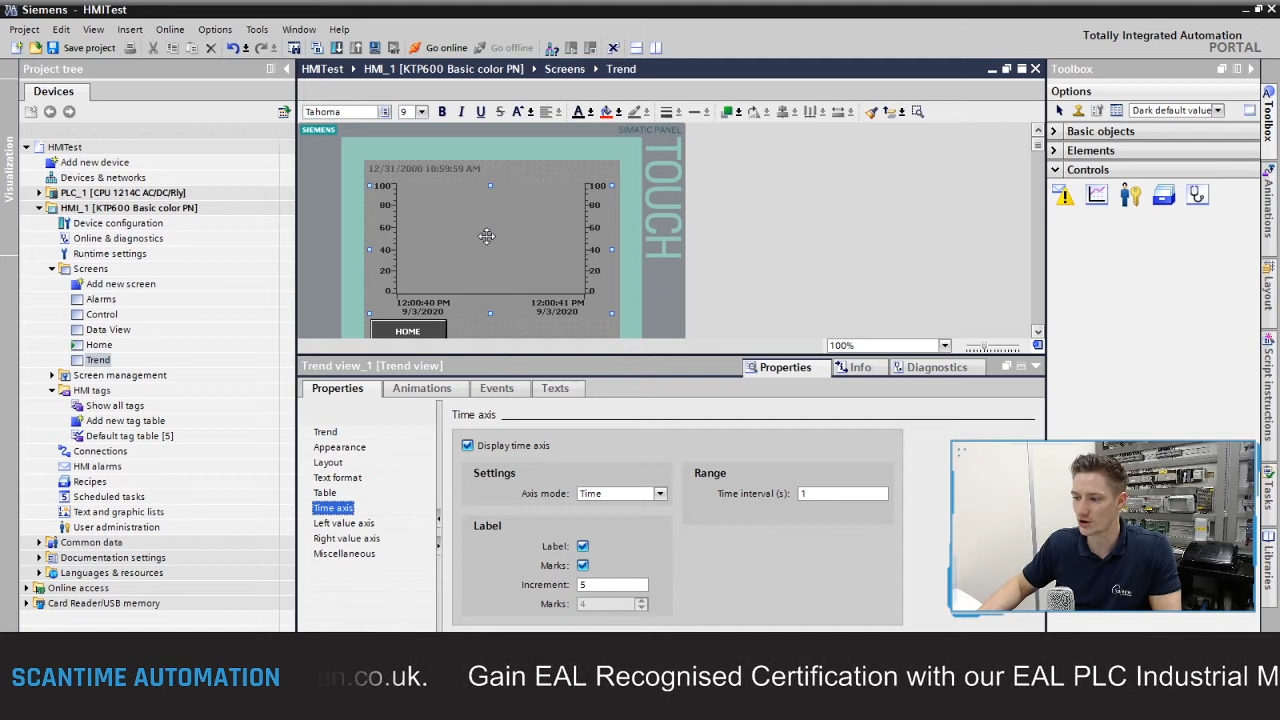 Siemens - HMITest
Project Edit View Insert Online Options Tools Window Help
Totally Integrated Automation
PORTAL
Save project
Go online
Go offline
Project tree
HMITest HMI_1 [KTP600 Basic color PN] Screens Trend
Toolbox
Devices
Options
Tahoma
9
B I U S
Dark default value
Visualization
HMITest
Add new device
Devices & networks
PLC_1 [CPU 1214C AC/DC/Rly]
HMI_1 [KTP600 Basic color PN]
Device configuration
Online & diagnostics
Runtime settings
Screens
Add new screen
Alarms
Control
Data View
Home
Trend
Screen management
HMI tags
Show all tags
Add new tag table
Default tag table [5]
Connections
HMI alarms
Recipes
Scheduled tasks
Text and graphic lists
User administration
Common data
Documentation settings
Languages & resources
Online access
Card Reader/USB memory
SIEMENS
SIMATIC PANEL
TOUCH
12/31/2000 10:59:59 AM
100 100
80 80
60 60
40 40
20 20
0 0
12:00:40 PM 12:00:41 PM
9/3/2020 9/3/2020
HOME
100%
Basic objects
Elements
Controls
Toolbox
Animations
Layout
Script instructions
Tasks
Libraries
Trend view_1 [Trend view]
Properties Info Diagnostics
Properties Animations Events Texts
Trend
Appearance
Layout
Text format
Table
Time axis
Left value axis
Right value axis
Miscellaneous
Time axis
Display time axis
Settings
Axis mode: Time
Range
Time interval (s): 1
Label
Label:
Marks:
Increment: 5
Marks: 4
SCANTIME AUTOMATION
.co.uk. Gain EAL Recognised Certification with our EAL PLC Industrial M